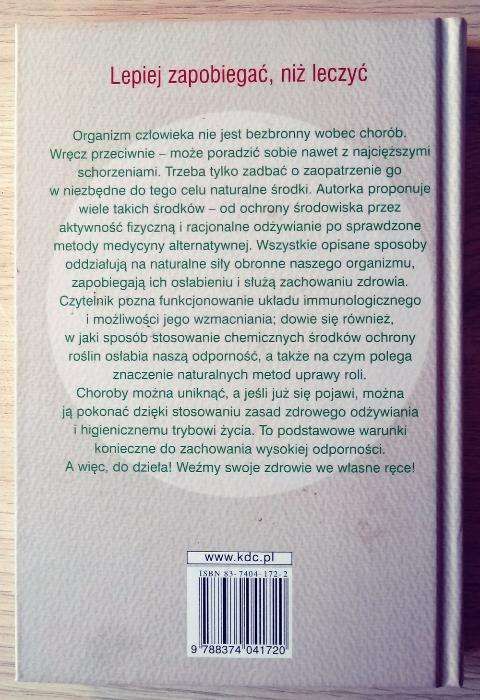 Lepiej zapobiegać, niż leczyć
Organizm człowieka nie jest bezbronny wobec chorób.
Wręcz przeciwnie – może poradzić sobie nawet z najcięższymi
schorzeniami. Trzeba tylko zadbać o zaopatrzenie go
w niezbędne do tego celu naturalne środki. Autorka proponuje
wiele takich środków – od ochrony środowiska przez
aktywność fizyczną i racjonalne odżywianie po sprawdzone
metody medycyny alternatywnej. Wszystkie opisane sposoby
oddziałują na naturalne siły obronne naszego organizmu,
zapobiegają ich osłabieniu i służą zachowaniu zdrowia.
Czytelnik pozna funkcjonowanie układu immunologicznego
i możliwości jego wzmacniania; dowie się również,
w jaki sposób stosowanie chemicznych środków ochrony
roślin osłabia naszą odporność, a także na czym polega
znaczenie naturalnych metod uprawy roli.
Choroby można uniknąć, a jeśli już się pojawi, można
ją pokonać dzięki stosowaniu zasad zdrowego odżywiania
i higienicznemu trybowi życia. To podstawowe warunki
konieczne do zachowania wysokiej odporności.
A więc, do dzieła! Weźmy swoje zdrowie we własne ręce!
www.kdc.pl
ISBN 83-7404-172-2
9 788374 041720